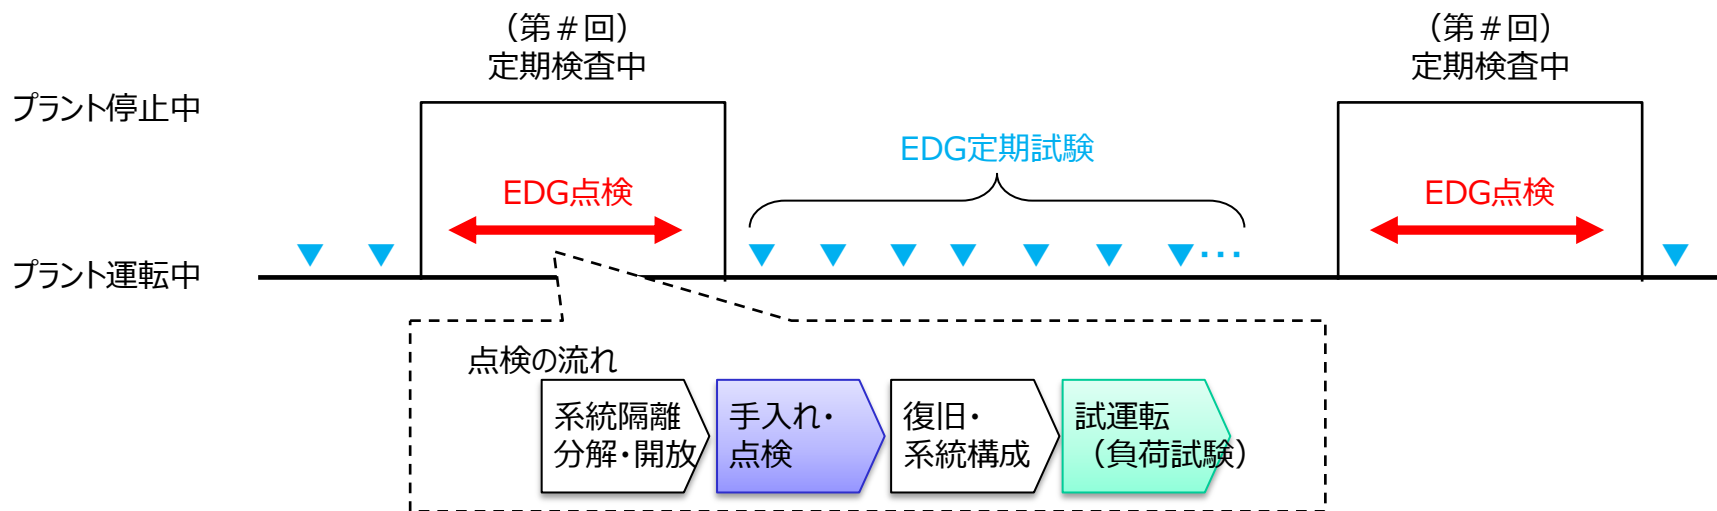 （第＃回）
定期検査中
（第＃回）
定期検査中
プラント停止中
EDG定期試験
EDG点検
EDG点検
プラント運転中
点検の流れ
系統隔離
分解・開放
手入れ・
点検
復旧・
系統構成
試運転
（負荷試験）